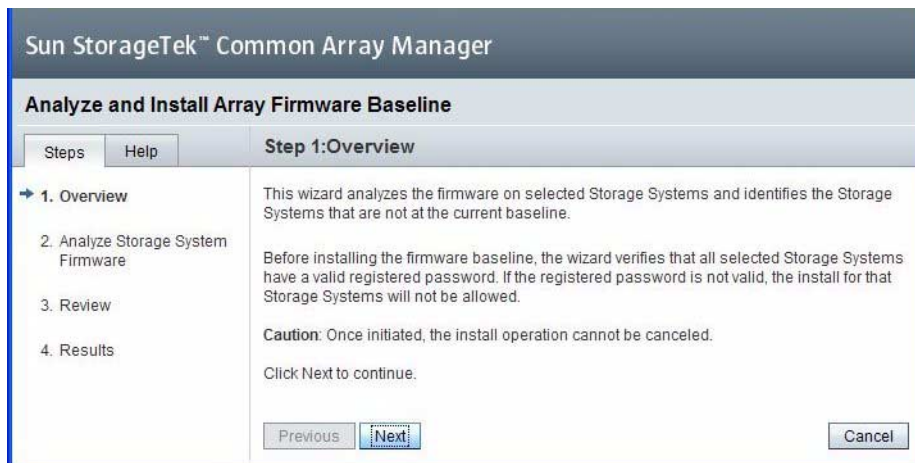 Sun StorageTek™ Common Array Manager
Analyze and Install Array Firmware Baseline
Steps
Help
Step 1:Overview
1. Overview
2. Analyze Storage System
Firmware
3. Review
4. Results
This wizard analyzes the firmware on selected Storage Systems and identifies the Storage
Systems that are not at the current baseline.
Before installing the firmware baseline, the wizard verifies that all selected Storage Systems
have a valid registered password. If the registered password is not valid, the install for that
Storage Systems will not be allowed.
Caution: Once initiated, the install operation cannot be canceled.
Click Next to continue.
Previous
Next
Cancel